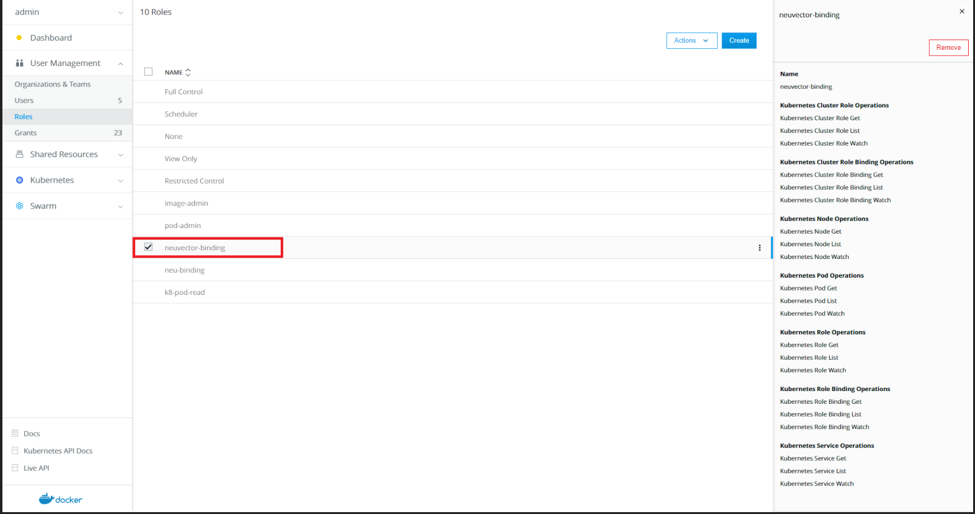 admin
Dashboard
User Management
Organizations & Teams
Users 5
Roles
Grants 23
Shared Resources
Kubernetes
Swarm
Docs
Kubernetes API Docs
Live API
docker
10 Roles
Actions
Create
NAME
Full Control
Scheduler
None
View Only
Restricted Control
image-admin
pod-admin
neuvector-binding
neu-binding
k8-pod-read
neuvector-binding
Remove
Name
neuvector-binding
Kubernetes Cluster Role Operations
Kubernetes Cluster Role Get
Kubernetes Cluster Role List
Kubernetes Cluster Role Watch
Kubernetes Cluster Role Binding Operations
Kubernetes Cluster Role Binding Get
Kubernetes Cluster Role Binding List
Kubernetes Cluster Role Binding Watch
Kubernetes Node Operations
Kubernetes Node Get
Kubernetes Node List
Kubernetes Node Watch
Kubernetes Pod Operations
Kubernetes Pod Get
Kubernetes Pod List
Kubernetes Pod Watch
Kubernetes Role Operations
Kubernetes Role Get
Kubernetes Role List
Kubernetes Role Watch
Kubernetes Role Binding Operations
Kubernetes Role Binding Get
Kubernetes Role Binding List
Kubernetes Role Binding Watch
Kubernetes Service Operations
Kubernetes Service Get
Kubernetes Service List
Kubernetes Service Watch